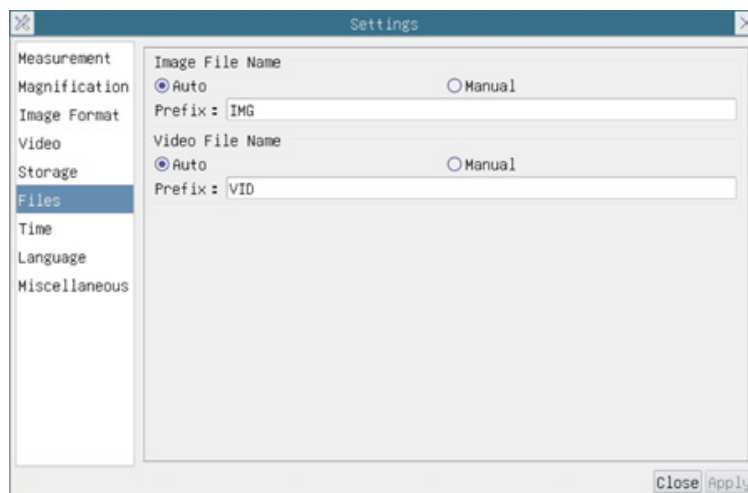 Settings
Measurement
Magnification
Image Format
Video
Storage
Files
Time
Language
Miscellaneous
Image File Name
Auto Manual
Prefix: IMG
Video File Name
Auto Manual
Prefix: VID
Close Apply